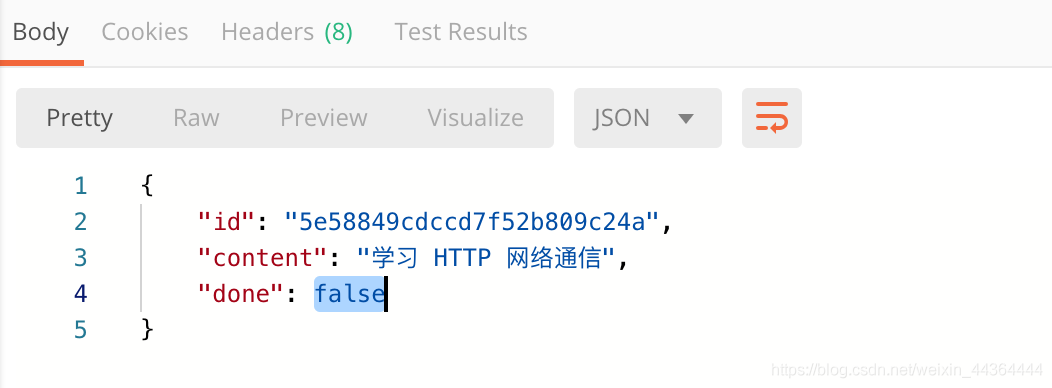 Body Cookies Headers (8) Test Results
Pretty Raw Preview Visualize JSON
1 {
2 "id": "5e58849cdccd7f52b809c24a",
3 "content": "学习 HTTP 网络通信",
4 "done": false
5 }
https://blog.csdn.net/weixin_44364444